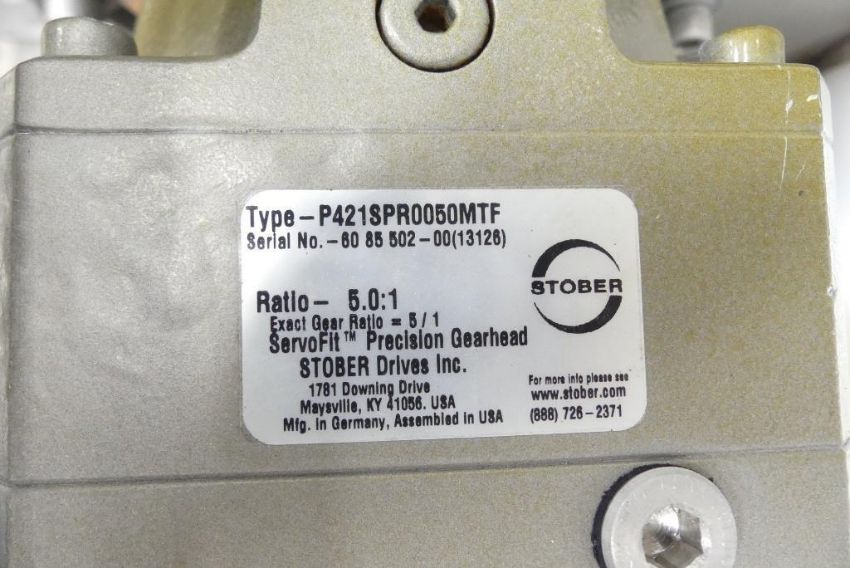 Type-P421SPR0050MTF
Serial No.-60 85 502-00(13126)
STOBER
Ratio- 5.0:1
Exact Gear Ratio = 5/1
ServoFit™ Precision Gearhead
STOBER Drives Inc.
1781 Downing Drive
Maysville, KY 41056. USA
Mfg. In Germany, Assembled in USA
For more info please see
www.stober.com
(888) 726-2371